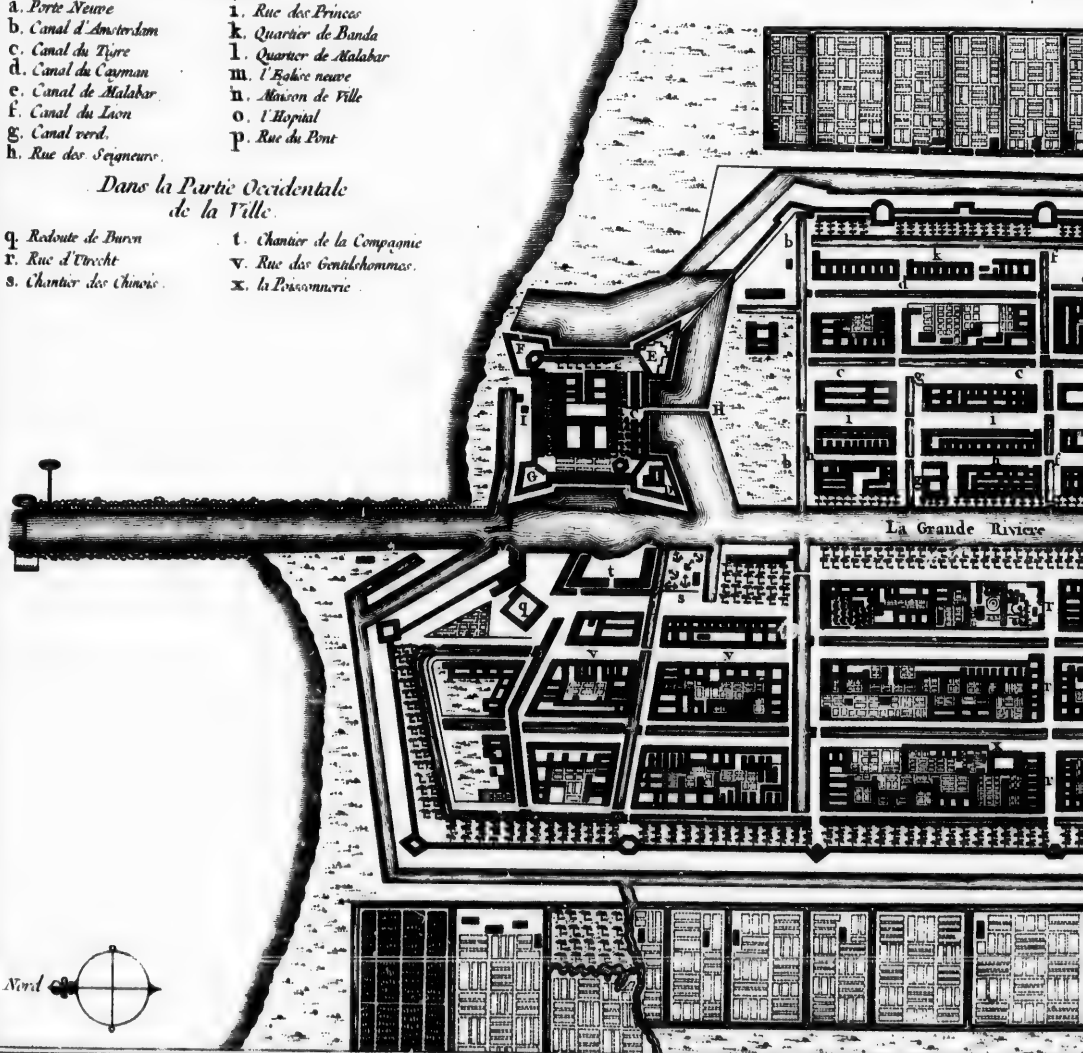 a. Porte Neuve
b. Canal d'Amsterdam
c. Canal du Tigre
d. Canal du Cayman
e. Canal de Malabar
f. Canal du Lion
g. Canal verd.
h. Rue des Seigneurs.
i. Rue des Princes
k. Quartier de Banda
l. Quartier de Malabar
m. l'Eglise neuve
n. Maison de Ville
o. l'Hopital
p. Rue du Pont
Dans la Partie Occidentale
de la Ville.
q. Redoute de Buren
r. Rue d'Utrecht
s. Chantier des Chinois.
t. Chantier de la Compagnie
v. Rue des Gentilshommes.
x. la Poissonnerie.
b
k
f
d
F
E
c
g
c
C
H
I
i
i
h
b
h
f
G
g
La Grande Riviere
t
s
q
r
v
v
r
x
r
Nord